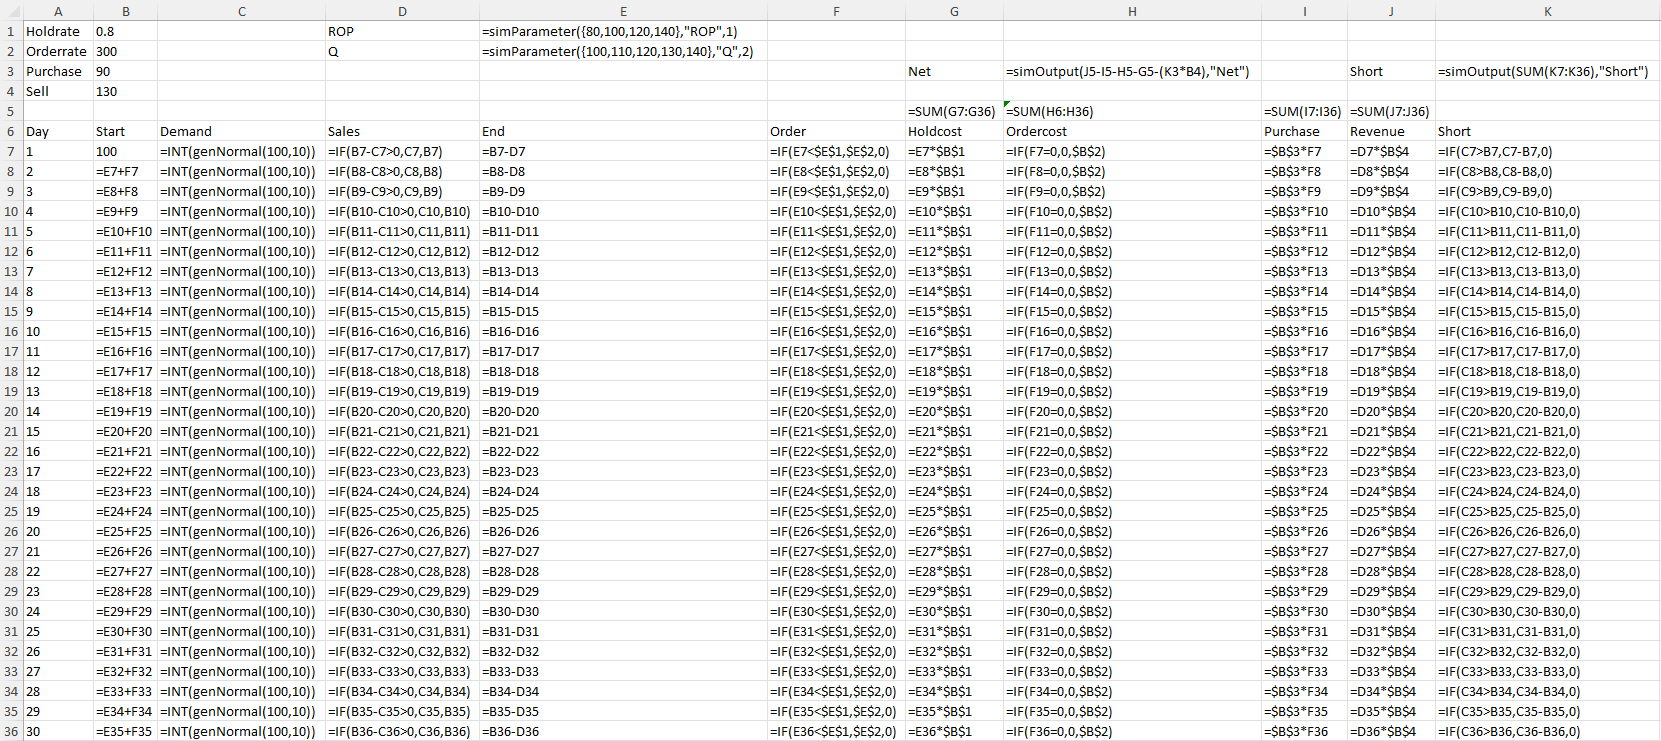 A B C D E F G H I J K
1 Holdrate 0.8 ROP =simParameter({80,100,120,140},"ROP",1)
2 Orderrate 300 Q =simParameter({100,110,120,130,140},"Q",2)
3 Purchase 90 Net =simOutput(J5-I5-H5-G5-(K3*B4),"Net") Short =simOutput(SUM(K7:K36),"Short")
4 Sell 130
5 =SUM(G7:G36) =SUM(H6:H36) =SUM(I7:I36) =SUM(J7:J36)
6 Day Start Demand Sales End Order Holdcost Ordercost Purchase Revenue Short
7 1 100 =INT(genNormal(100,10)) =IF(B7-C7>0,C7,B7) =B7-D7 =IF(E7<$E$1,$E$2,0) =E7*$B$1 =IF(F7=0,0,$B$2) =$B$3*F7 =D7*$B$4 =IF(C7>B7,C7-B7,0)
8 2 =E7+F7 =INT(genNormal(100,10)) =IF(B8-C8>0,C8,B8) =B8-D8 =IF(E8<$E$1,$E$2,0) =E8*$B$1 =IF(F8=0,0,$B$2) =$B$3*F8 =D8*$B$4 =IF(C8>B8,C8-B8,0)
9 3 =E8+F8 =INT(genNormal(100,10)) =IF(B9-C9>0,C9,B9) =B9-D9 =IF(E9<$E$1,$E$2,0) =E9*$B$1 =IF(F9=0,0,$B$2) =$B$3*F9 =D9*$B$4 =IF(C9>B9,C9-B9,0)
10 4 =E9+F9 =INT(genNormal(100,10)) =IF(B10-C10>0,C10,B10) =B10-D10 =IF(E10<$E$1,$E$2,0) =E10*$B$1 =IF(F10=0,0,$B$2) =$B$3*F10 =D10*$B$4 =IF(C10>B10,C10-B10,0)
11 5 =E10+F10 =INT(genNormal(100,10)) =IF(B11-C11>0,C11,B11) =B11-D11 =IF(E11<$E$1,$E$2,0) =E11*$B$1 =IF(F11=0,0,$B$2) =$B$3*F11 =D11*$B$4 =IF(C11>B11,C11-B11,0)
12 6 =E11+F11 =INT(genNormal(100,10)) =IF(B12-C12>0,C12,B12) =B12-D12 =IF(E12<$E$1,$E$2,0) =E12*$B$1 =IF(F12=0,0,$B$2) =$B$3*F12 =D12*$B$4 =IF(C12>B12,C12-B12,0)
13 7 =E12+F12 =INT(genNormal(100,10)) =IF(B13-C13>0,C13,B13) =B13-D13 =IF(E13<$E$1,$E$2,0) =E13*$B$1 =IF(F13=0,0,$B$2) =$B$3*F13 =D13*$B$4 =IF(C13>B13,C13-B13,0)
14 8 =E13+F13 =INT(genNormal(100,10)) =IF(B14-C14>0,C14,B14) =B14-D14 =IF(E14<$E$1,$E$2,0) =E14*$B$1 =IF(F14=0,0,$B$2) =$B$3*F14 =D14*$B$4 =IF(C14>B14,C14-B14,0)
15 9 =E14+F14 =INT(genNormal(100,10)) =IF(B15-C15>0,C15,B15) =B15-D15 =IF(E15<$E$1,$E$2,0) =E15*$B$1 =IF(F15=0,0,$B$2) =$B$3*F15 =D15*$B$4 =IF(C15>B15,C15-B15,0)
16 10 =E15+F15 =INT(genNormal(100,10)) =IF(B16-C16>0,C16,B16) =B16-D16 =IF(E16<$E$1,$E$2,0) =E16*$B$1 =IF(F16=0,0,$B$2) =$B$3*F16 =D16*$B$4 =IF(C16>B16,C16-B16,0)
17 11 =E16+F16 =INT(genNormal(100,10)) =IF(B17-C17>0,C17,B17) =B17-D17 =IF(E17<$E$1,$E$2,0) =E17*$B$1 =IF(F17=0,0,$B$2) =$B$3*F17 =D17*$B$4 =IF(C17>B17,C17-B17,0)
18 12 =E17+F17 =INT(genNormal(100,10)) =IF(B18-C18>0,C18,B18) =B18-D18 =IF(E18<$E$1,$E$2,0) =E18*$B$1 =IF(F18=0,0,$B$2) =$B$3*F18 =D18*$B$4 =IF(C18>B18,C18-B18,0)
19 13 =E18+F18 =INT(genNormal(100,10)) =IF(B19-C19>0,C19,B19) =B19-D19 =IF(E19<$E$1,$E$2,0) =E19*$B$1 =IF(F19=0,0,$B$2) =$B$3*F19 =D19*$B$4 =IF(C19>B19,C19-B19,0)
20 14 =E19+F19 =INT(genNormal(100,10)) =IF(B20-C20>0,C20,B20) =B20-D20 =IF(E20<$E$1,$E$2,0) =E20*$B$1 =IF(F20=0,0,$B$2) =$B$3*F20 =D20*$B$4 =IF(C20>B20,C20-B20,0)
21 15 =E20+F20 =INT(genNormal(100,10)) =IF(B21-C21>0,C21,B21) =B21-D21 =IF(E21<$E$1,$E$2,0) =E21*$B$1 =IF(F21=0,0,$B$2) =$B$3*F21 =D21*$B$4 =IF(C21>B21,C21-B21,0)
22 16 =E21+F21 =INT(genNormal(100,10)) =IF(B22-C22>0,C22,B22) =B22-D22 =IF(E22<$E$1,$E$2,0) =E22*$B$1 =IF(F22=0,0,$B$2) =$B$3*F22 =D22*$B$4 =IF(C22>B22,C22-B22,0)
23 17 =E22+F22 =INT(genNormal(100,10)) =IF(B23-C23>0,C23,B23) =B23-D23 =IF(E23<$E$1,$E$2,0) =E23*$B$1 =IF(F23=0,0,$B$2) =$B$3*F23 =D23*$B$4 =IF(C23>B23,C23-B23,0)
24 18 =E23+F23 =INT(genNormal(100,10)) =IF(B24-C24>0,C24,B24) =B24-D24 =IF(E24<$E$1,$E$2,0) =E24*$B$1 =IF(F24=0,0,$B$2) =$B$3*F24 =D24*$B$4 =IF(C24>B24,C24-B24,0)
25 19 =E24+F24 =INT(genNormal(100,10)) =IF(B25-C25>0,C25,B25) =B25-D25 =IF(E25<$E$1,$E$2,0) =E25*$B$1 =IF(F25=0,0,$B$2) =$B$3*F25 =D25*$B$4 =IF(C25>B25,C25-B25,0)
26 20 =E25+F25 =INT(genNormal(100,10)) =IF(B26-C26>0,C26,B26) =B26-D26 =IF(E26<$E$1,$E$2,0) =E26*$B$1 =IF(F26=0,0,$B$2) =$B$3*F26 =D26*$B$4 =IF(C26>B26,C26-B26,0)
27 21 =E26+F26 =INT(genNormal(100,10)) =IF(B27-C27>0,C27,B27) =B27-D27 =IF(E27<$E$1,$E$2,0) =E27*$B$1 =IF(F27=0,0,$B$2) =$B$3*F27 =D27*$B$4 =IF(C27>B27,C27-B27,0)
28 22 =E27+F27 =INT(genNormal(100,10)) =IF(B28-C28>0,C28,B28) =B28-D28 =IF(E28<$E$1,$E$2,0) =E28*$B$1 =IF(F28=0,0,$B$2) =$B$3*F28 =D28*$B$4 =IF(C28>B28,C28-B28,0)
29 23 =E28+F28 =INT(genNormal(100,10)) =IF(B29-C29>0,C29,B29) =B29-D29 =IF(E29<$E$1,$E$2,0) =E29*$B$1 =IF(F29=0,0,$B$2) =$B$3*F29 =D29*$B$4 =IF(C29>B29,C29-B29,0)
30 24 =E29+F29 =INT(genNormal(100,10)) =IF(B30-C30>0,C30,B30) =B30-D30 =IF(E30<$E$1,$E$2,0) =E30*$B$1 =IF(F30=0,0,$B$2) =$B$3*F30 =D30*$B$4 =IF(C30>B30,C30-B30,0)
31 25 =E30+F30 =INT(genNormal(100,10)) =IF(B31-C31>0,C31,B31) =B31-D31 =IF(E31<$E$1,$E$2,0) =E31*$B$1 =IF(F31=0,0,$B$2) =$B$3*F31 =D31*$B$4 =IF(C31>B31,C31-B31,0)
32 26 =E31+F31 =INT(genNormal(100,10)) =IF(B32-C32>0,C32,B32) =B32-D32 =IF(E32<$E$1,$E$2,0) =E32*$B$1 =IF(F32=0,0,$B$2) =$B$3*F32 =D32*$B$4 =IF(C32>B32,C32-B32,0)
33 27 =E32+F32 =INT(genNormal(100,10)) =IF(B33-C33>0,C33,B33) =B33-D33 =IF(E33<$E$1,$E$2,0) =E33*$B$1 =IF(F33=0,0,$B$2) =$B$3*F33 =D33*$B$4 =IF(C33>B33,C33-B33,0)
34 28 =E33+F33 =INT(genNormal(100,10)) =IF(B34-C34>0,C34,B34) =B34-D34 =IF(E34<$E$1,$E$2,0) =E34*$B$1 =IF(F34=0,0,$B$2) =$B$3*F34 =D34*$B$4 =IF(C34>B34,C34-B34,0)
35 29 =E34+F34 =INT(genNormal(100,10)) =IF(B35-C35>0,C35,B35) =B35-D35 =IF(E35<$E$1,$E$2,0) =E35*$B$1 =IF(F35=0,0,$B$2) =$B$3*F35 =D35*$B$4 =IF(C35>B35,C35-B35,0)
36 30 =E35+F35 =INT(genNormal(100,10)) =IF(B36-C36>0,C36,B36) =B36-D36 =IF(E36<$E$1,$E$2,0) =E36*$B$1 =IF(F36=0,0,$B$2) =$B$3*F36 =D36*$B$4 =IF(C36>B36,C36-B36,0)